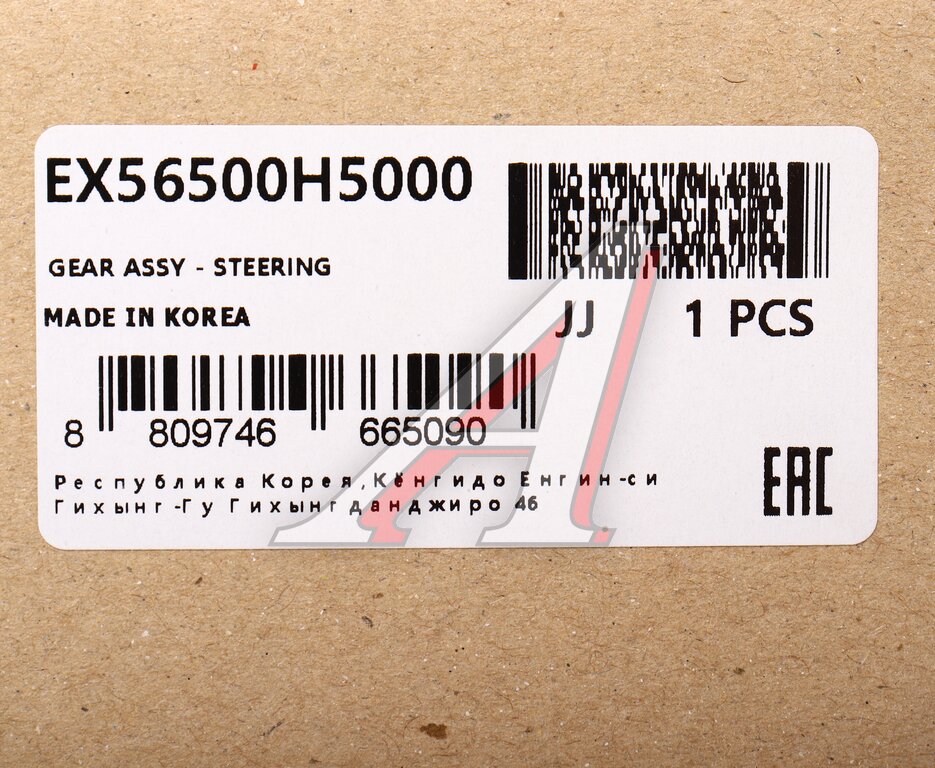 EX56500H5000
GEAR ASSY - STEERING
MADE IN KOREA
JJ 1 PCS
8 809746 665090
Республика Корея,Кёнгидо Енгин-си
Гихынг-Гу Гихынгданджиро 46
EAC